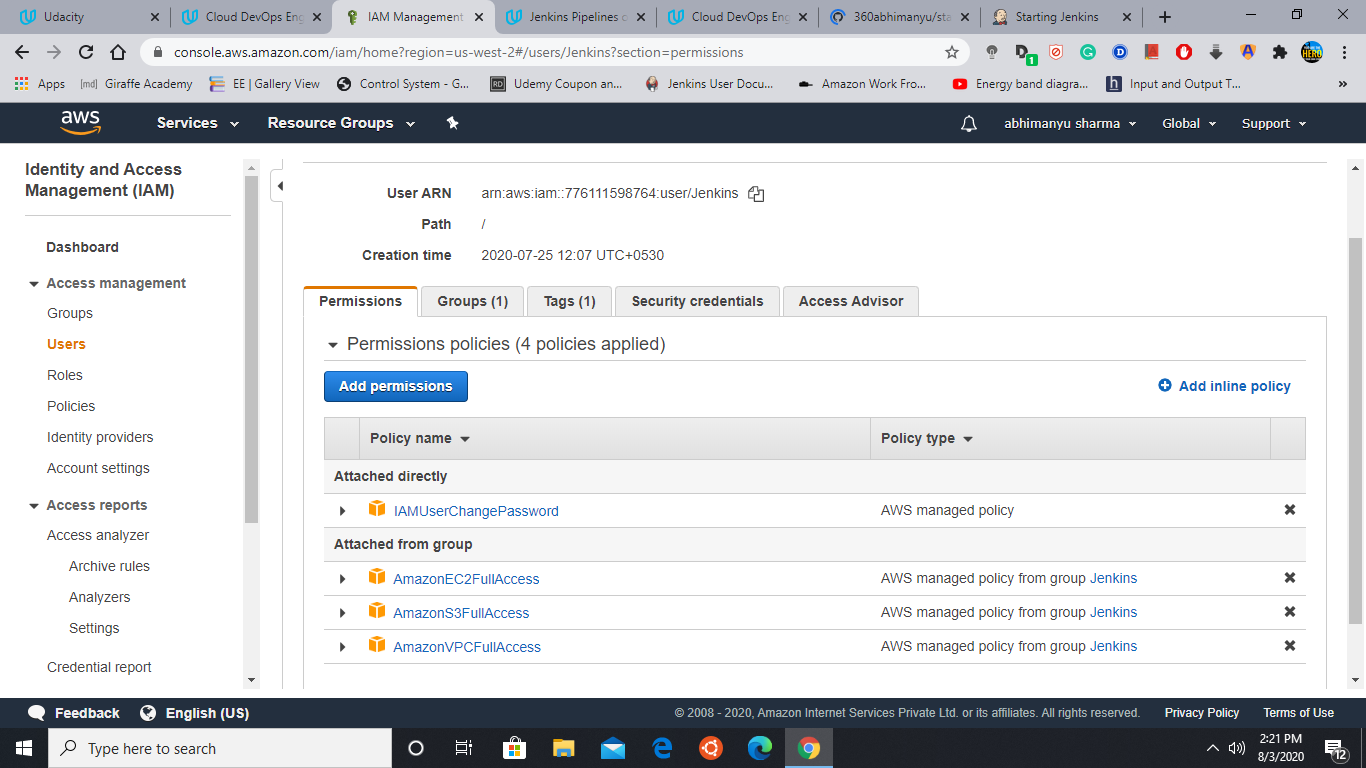 Udacity
Cloud DevOps Eng
IAM Management
Jenkins Pipelines o
Cloud DevOps Eng
360abhimanyu/sta
Starting Jenkins
console.aws.amazon.com/iam/home?region=us-west-2#/users/Jenkins?section=permissions
Apps
[md] Giraffe Academy
EE | Gallery View
Control System - G...
RD Udemy Coupon an...
Jenkins User Docu...
Amazon Work Fro...
Energy band diagra...
h Input and Output T...
»
aws
Services
Resource Groups
abhimanyu sharma
Global
Support
Identity and Access
Management (IAM)
Dashboard
Access management
Groups
Users
Roles
Policies
Identity providers
Account settings
Access reports
Access analyzer
Archive rules
Analyzers
Settings
Credential report
User ARN arn:aws:iam::776111598764:user/Jenkins
Path /
Creation time 2020-07-25 12:07 UTC+0530
Permissions
Groups (1)
Tags (1)
Security credentials
Access Advisor
Permissions policies (4 policies applied)
Add permissions
Add inline policy
Policy name
Policy type
Attached directly
IAMUserChangePassword AWS managed policy
Attached from group
AmazonEC2FullAccess AWS managed policy from group Jenkins
AmazonS3FullAccess AWS managed policy from group Jenkins
AmazonVPCFullAccess AWS managed policy from group Jenkins
Feedback
English (US)
© 2008 - 2020, Amazon Internet Services Private Ltd. or its affiliates. All rights reserved.
Privacy Policy
Terms of Use
Type here to search
2:21 PM
8/3/2020
12